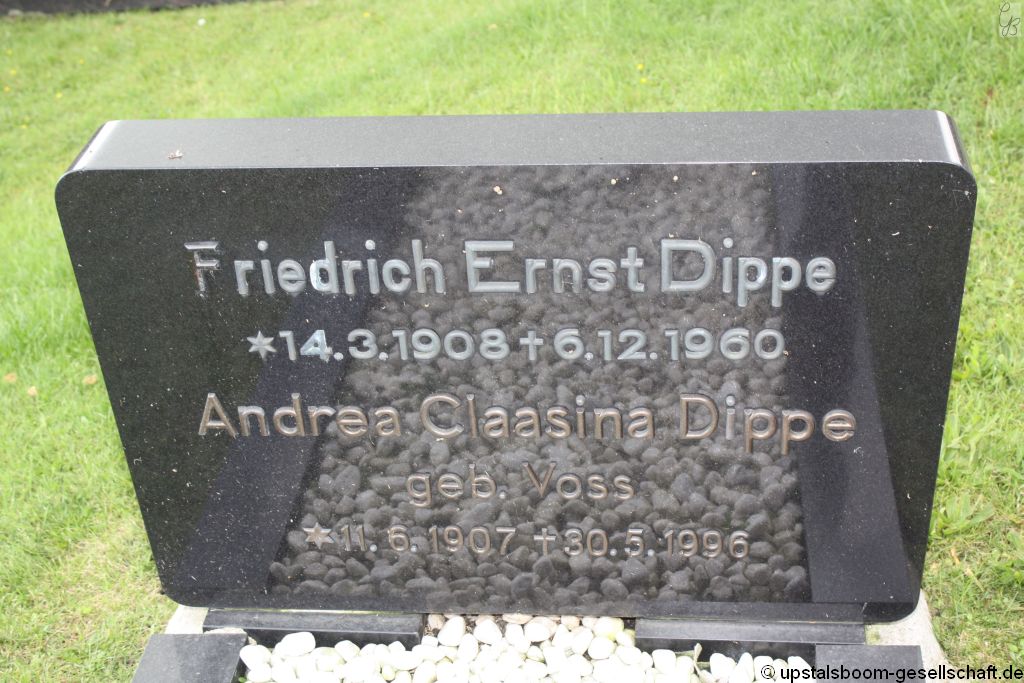 Friedrich Ernst Dippe
*14.3.1908 † 6.12.1960
Andrea Claasina Dippe
geb. Voss
*11.6.1907 †30.5.1996
© upstalsboom-gesellschaft.de